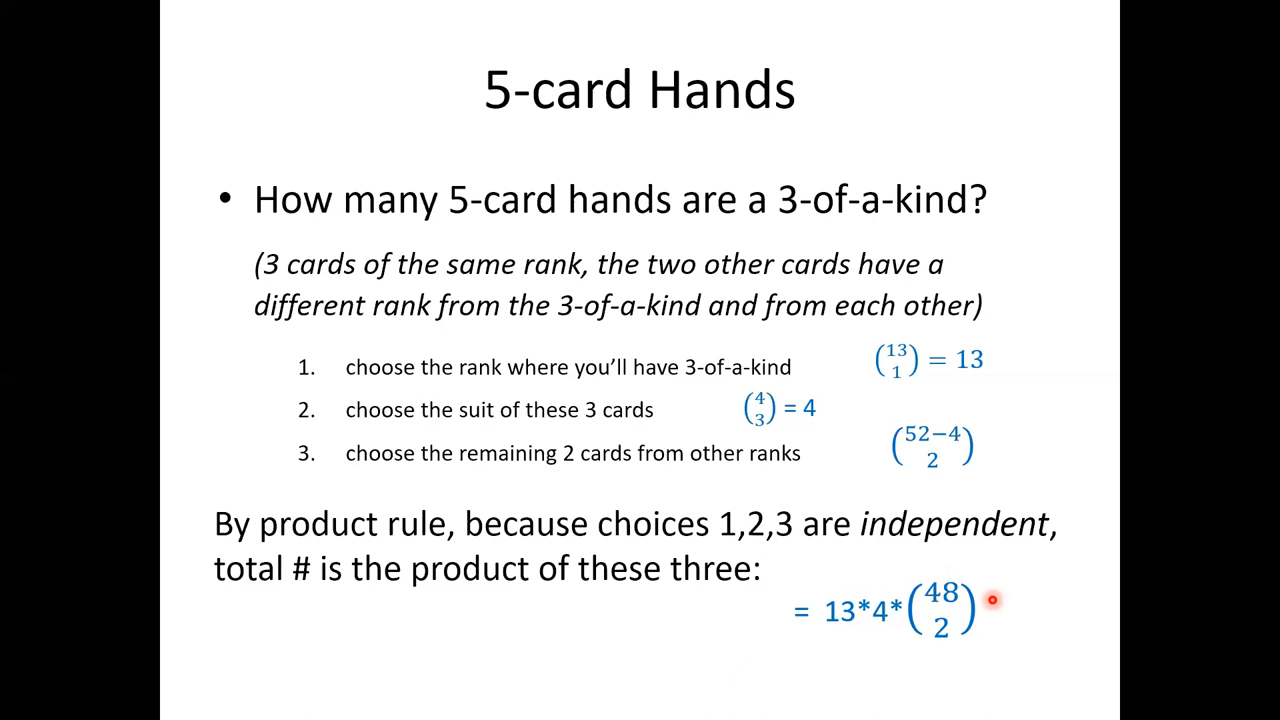 5-card Hands
• How many 5-card hands are a 3-of-a-kind?
(3 cards of the same rank, the two other cards have a
different rank from the 3-of-a-kind and from each other)
1. choose the rank where you'll have 3-of-a-kind $\binom{13}{1} = 13$
2. choose the suit of these 3 cards $\binom{4}{3} = 4$
3. choose the remaining 2 cards from other ranks $\binom{52-4}{2}$
By product rule, because choices 1,2,3 are independent,
total # is the product of these three:
$= 13*4*\binom{48}{2}$